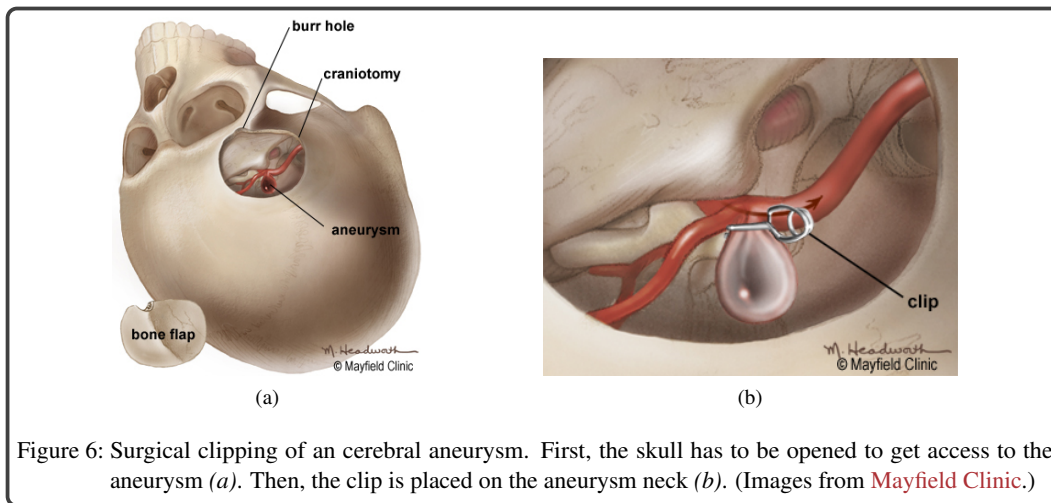 burr hole
craniotomy
aneurysm
bone flap
M. Headworth
© Mayfield Clinic
(a)
clip
M. Headworth
© Mayfield Clinic
(b)
Figure 6: Surgical clipping of an cerebral aneurysm. First, the skull has to be opened to get access to the
aneurysm (a). Then, the clip is placed on the aneurysm neck (b). (Images from Mayfield Clinic.)